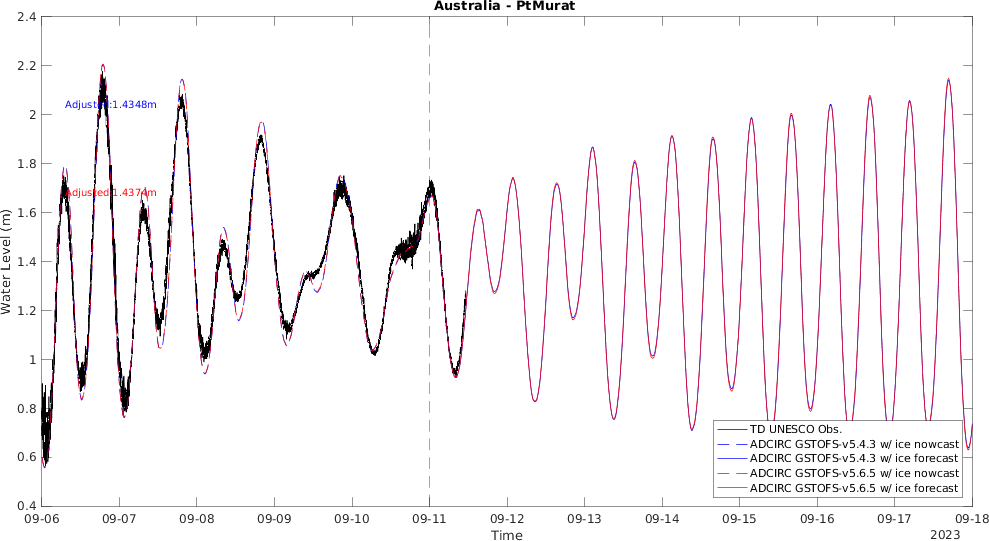 Australia - PtMurat
2.4
2.2
2
1.8
1.6
1.4
1.2
1
0.8
0.6
0.4
Water Level (m)
Adjusted:1.4348m
Adjusted:1.4374m
TD UNESCO Obs.
ADCIRC GSTOFS-v5.4.3 w/ ice nowcast
ADCIRC GSTOFS-v5.4.3 w/ ice forecast
ADCIRC GSTOFS-v5.6.5 w/ ice nowcast
ADCIRC GSTOFS-v5.6.5 w/ ice forecast
09-06 09-07 09-08 09-09 09-10 09-11 09-12 09-13 09-14 09-15 09-16 09-17 09-18
Time
2023